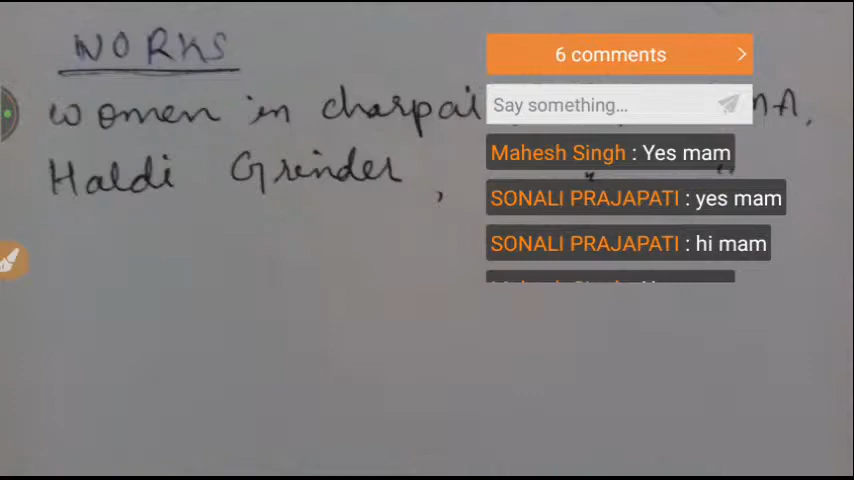 WORKS
women in charpai
Haldi Grinder ,
6 comments
Say something...
Mahesh Singh : Yes mam
SONALI PRAJAPATI : yes mam
SONALI PRAJAPATI : hi mam